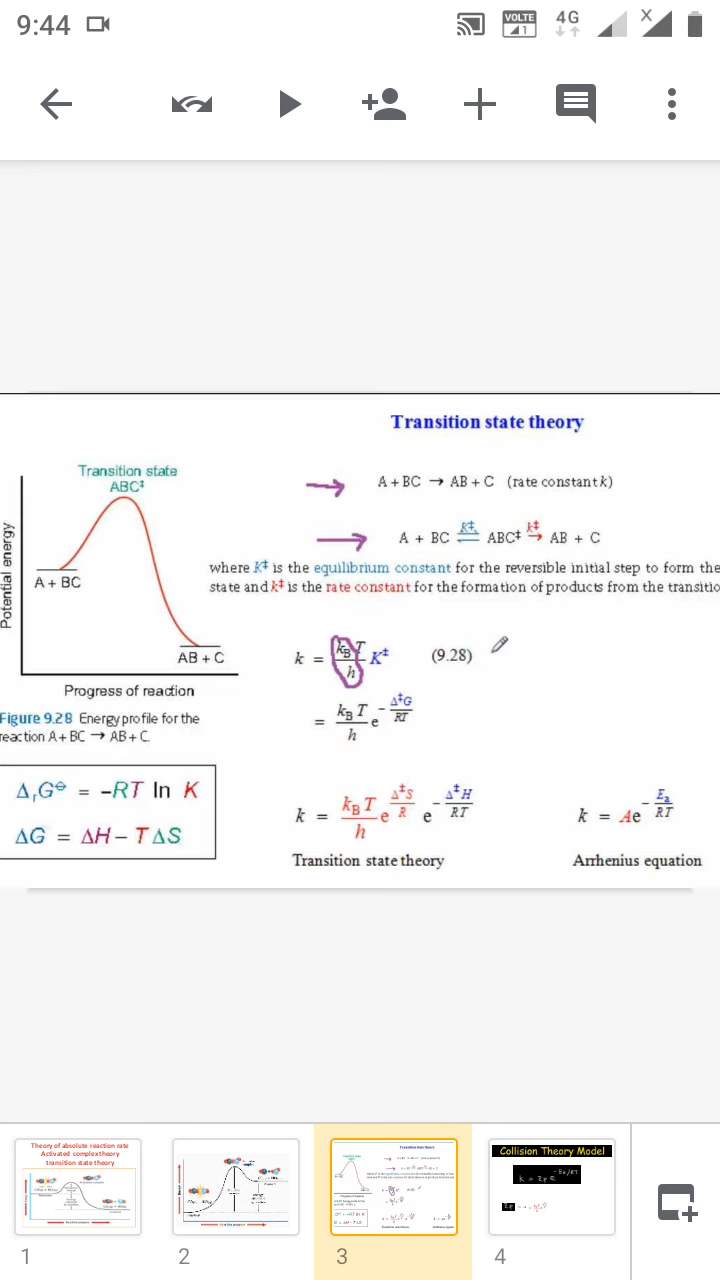 9:44
VOLTE
1
4G
X
Transition state theory
Transition state
ABC‡
Potential energy
A + BC
AB + C
Progress of reaction
Figure 9.28 Energy profile for the
reaction A + BC → AB + C
A + BC → AB + C (rate constant k)
A + BC ⇌ ABC‡ → AB + C
K‡ k‡
where K‡ is the equilibrium constant for the reversible initial step to form the
state and k‡ is the rate constant for the formation of products from the
k = kBT/h K‡ (9.28)
= kBT/h e^(−Δ‡G/RT)
ΔrG⊖ = −RT ln K
ΔG = ΔH − TΔS
k = kBT/h e^(Δ‡S/R) e^(−Δ‡H/RT)
Transition state theory
k = Ae^(−Ea/RT)
Arrhenius equation
Theory of absolute reaction rate
Activated complex theory
transition state theory
Collision Theory Model
1
2
3
4